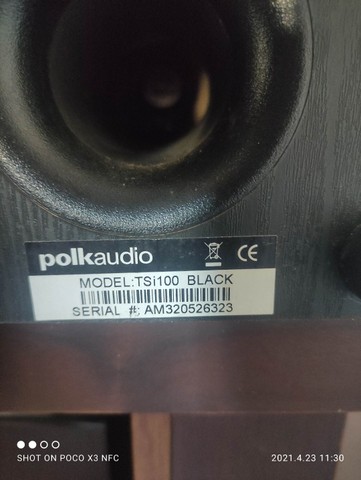 polkaudio CE
MODEL:TSi100 BLACK
SERIAL #: AM320526323
SHOT ON POCO X3 NFC
2021.4.23 11:30